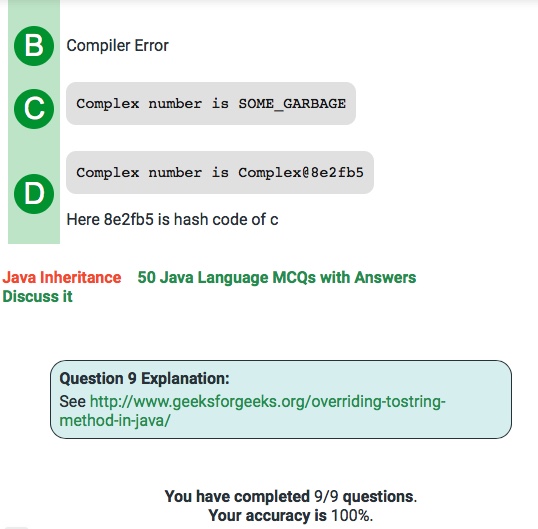 B Compiler Error
C Complex number is SOME_GARBAGE
Complex number is Complex@8e2fb5
D
Here 8e2fb5 is hash code of c
Java Inheritance 50 Java Language MCQs with Answers
Discuss it
Question 9 Explanation:
See http://www.geeksforgeeks.org/overriding-tostring-
method-in-java/
You have completed 9/9 questions.
Your accuracy is 100%.